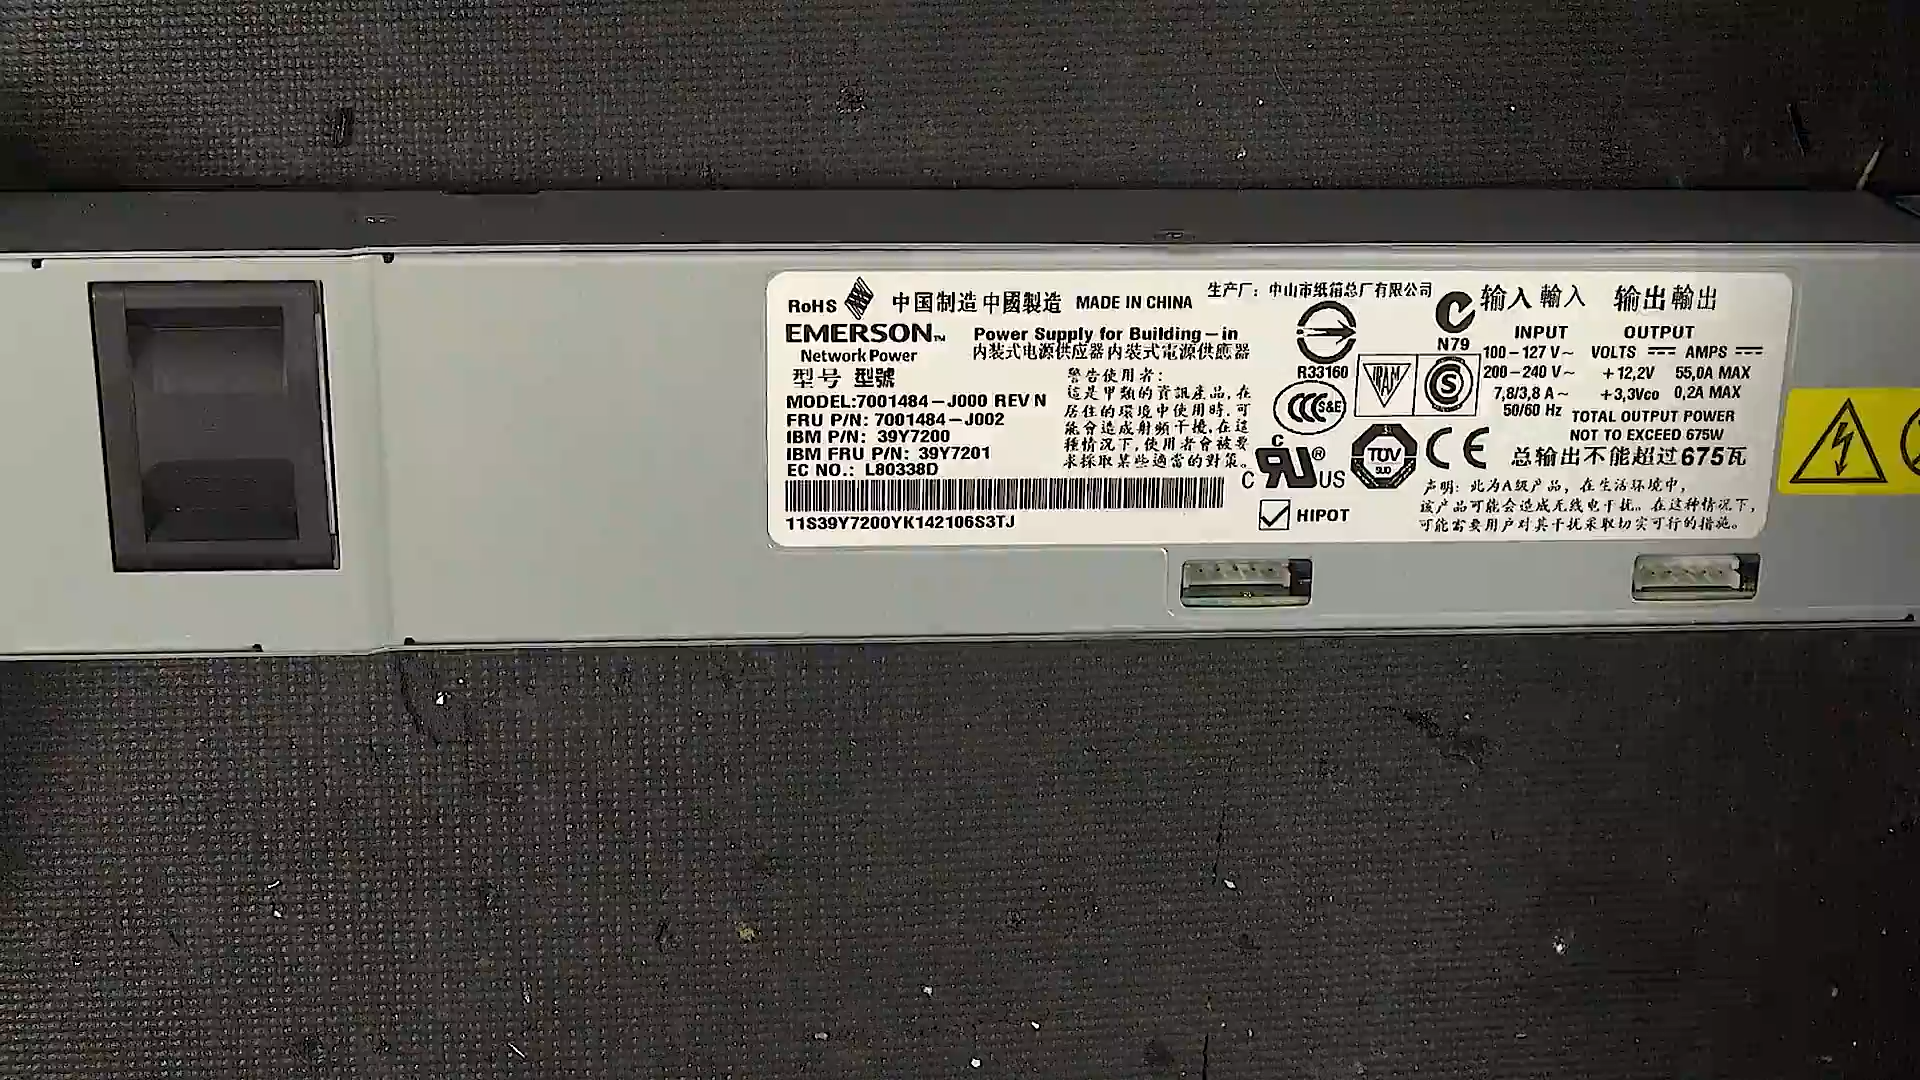 RoHS 中国制造 中國製造 MADE IN CHINA
EMERSON™
Network Power
Power Supply for Building-in
内装式电源供应器 内装式電源供應器
型号 型號
MODEL:7001484-J000 REV N
FRU P/N: 7001484-J002
IBM P/N: 39Y7200
IBM FRU P/N: 39Y7201
EC NO.: L80338D
11S39Y7200YK142106S3TJ
警告使用者:
這是甲類的資訊產品,在
居住的環境中使用時,可
能會造成射頻干擾,在這
種情況下,使用者會被要
求採取某些適當的對策。
生产厂: 中山市纸箱总厂有限公司
R33160
N79
S&E
S
C UL ® US
TUV
SUD
CE
HIPOT
输入 輸入
INPUT
100-127 V~
200-240 V~
7,8/3,8 A~
50/60 Hz
输出 輸出
OUTPUT
VOLTS AMPS
+12,2V 55,0A MAX
+3,3Vco 0,2A MAX
TOTAL OUTPUT POWER
NOT TO EXCEED 675W
总输出不能超过675瓦
声明: 此为A级产品, 在生活环境中,
该产品可能会造成无线电干扰。在这种情况下,
可能需要用户对其干扰采取切实可行的措施。